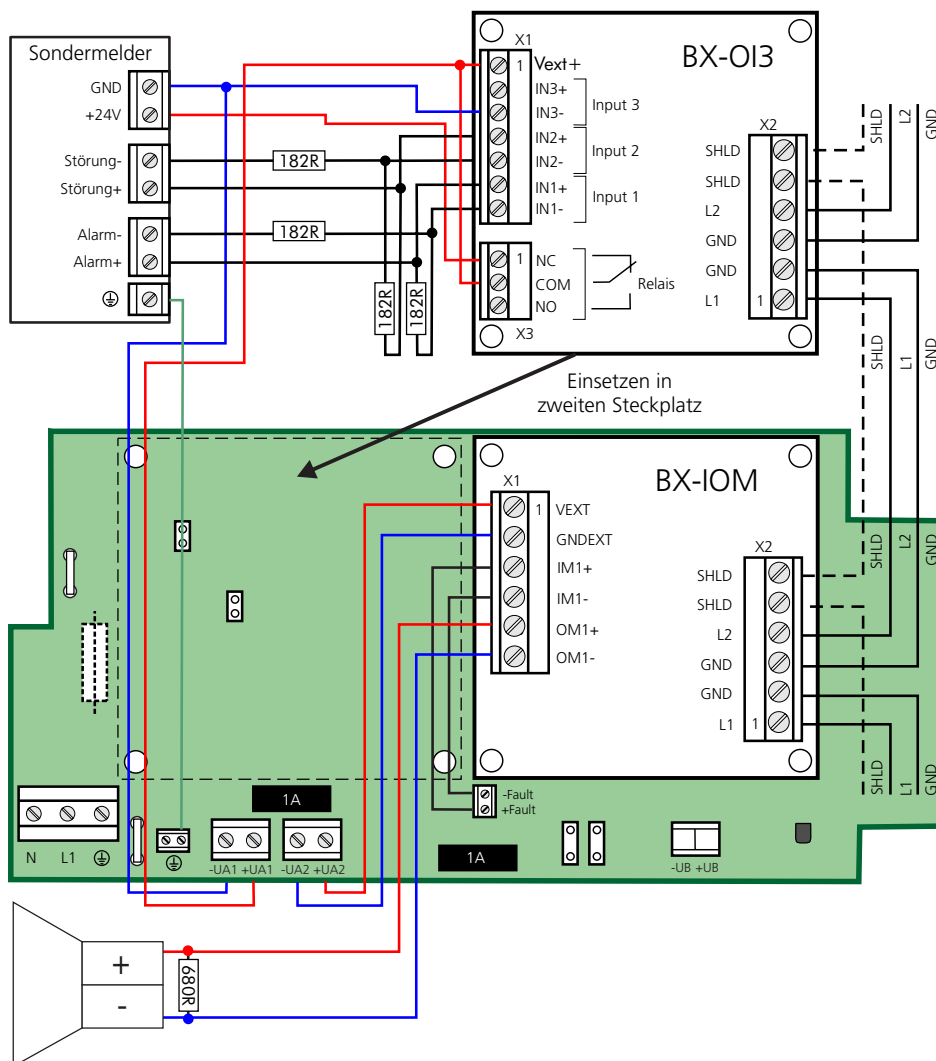 Sondermelder
GND
+24V
Störung-
Störung+
Alarm-
Alarm+
182R
182R
182R
182R
BX-OI3
X1
1
Vext+
IN3+
IN3-
Input 3
IN2+
IN2-
Input 2
IN1+
IN1-
Input 1
1
NC
COM
NO
Relais
X3
X2
SHLD
SHLD
L2
GND
GND
L1
1
SHLD
L2
GND
SHLD
L1
GND
Einsetzen in
zweiten Steckplatz
BX-IOM
X1
1
VEXT
GNDEXT
IM1+
IM1-
OM1+
OM1-
X2
SHLD
SHLD
L2
GND
GND
L1
1
SHLD
L2
GND
SHLD
L1
GND
-Fault
+Fault
1A
1A
N
L1
-UA1 +UA1
-UA2 +UA2
-UB +UB
+
-
680R